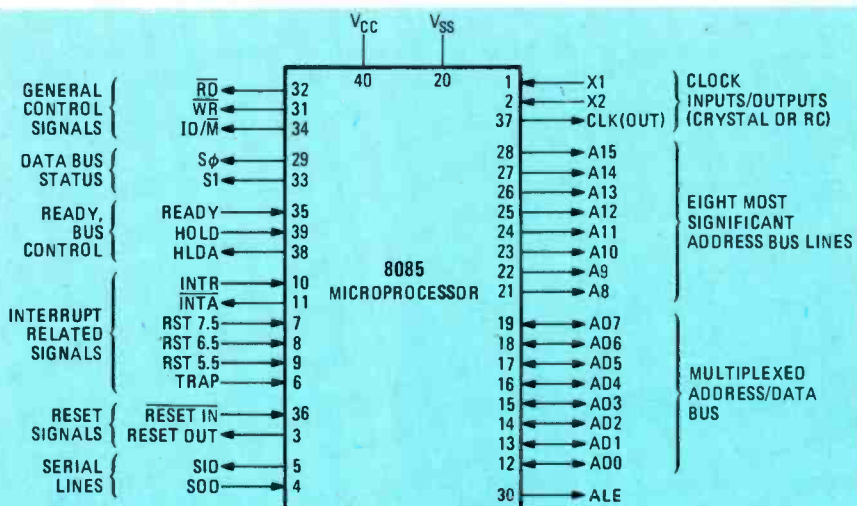 VCC VSS
40 20
GENERAL CONTROL SIGNALS
RD 32
WR 31
IO/M 34
DATA BUS STATUS
Sφ 29
S1 33
READY, BUS CONTROL
READY 35
HOLD 39
HLDA 38
INTERRUPT RELATED SIGNALS
INTR 10
INTA 11
RST 7.5 7
RST 6.5 8
RST 5.5 9
TRAP 6
RESET SIGNALS
RESET IN 36
RESET OUT 3
SERIAL LINES
SID 5
SOD 4
8085
MICROPROCESSOR
1 X1
2 X2
37 CLK(OUT)
CLOCK
INPUTS/OUTPUTS
(CRYSTAL OR RC)
28 A15
27 A14
26 A13
25 A12
24 A11
23 A10
22 A9
21 A8
EIGHT MOST
SIGNIFICANT
ADDRESS BUS LINES
19 AD7
18 AD6
17 AD5
16 AD4
15 AD3
14 AD2
13 AD1
12 AD0
MULTIPLEXED
ADDRESS/DATA
BUS
30 ALE